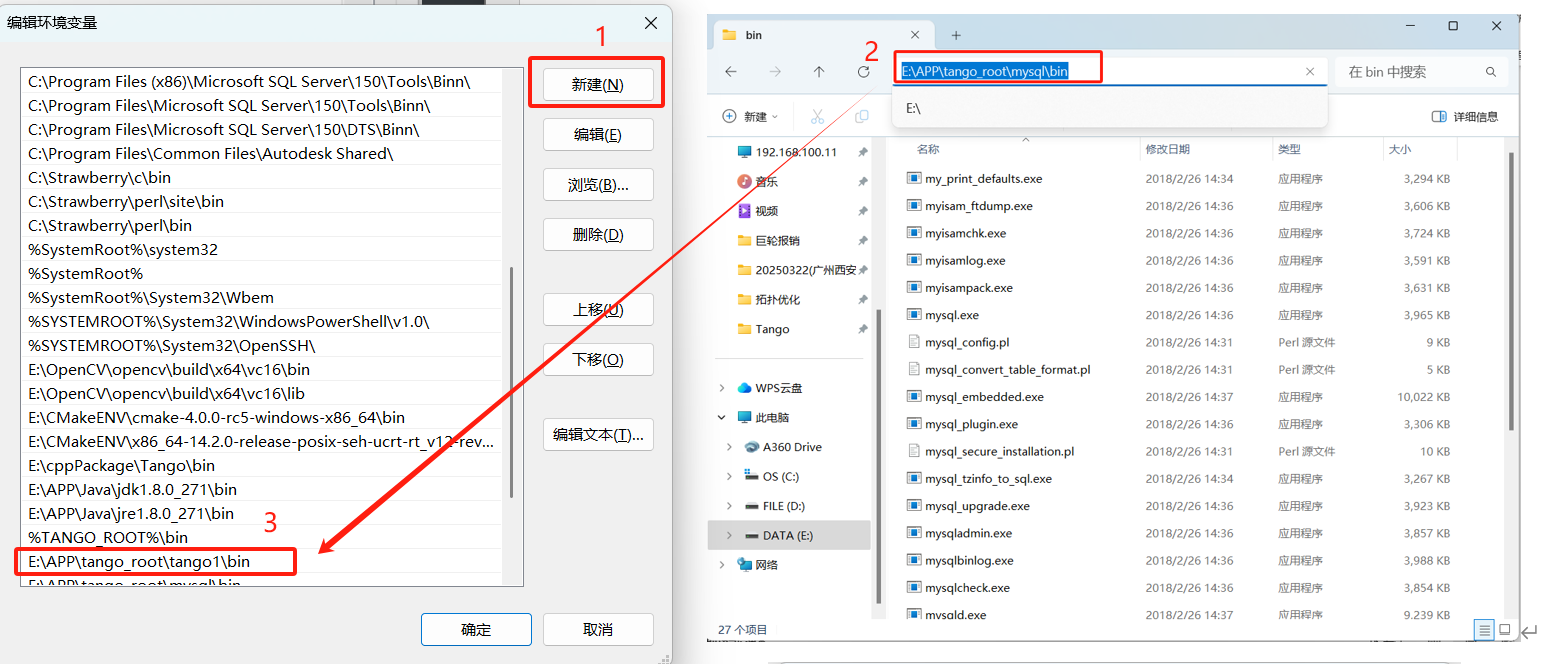 编辑环境变量
C:\Program Files (x86)\Microsoft SQL Server\150\Tools\Binn\
C:\Program Files\Microsoft SQL Server\150\Tools\Binn\
C:\Program Files\Microsoft SQL Server\150\DTS\Binn\
C:\Program Files\Common Files\Autodesk Shared\
C:\Strawberry\c\bin
C:\Strawberry\perl\site\bin
C:\Strawberry\perl\bin
%SystemRoot%\system32
%SystemRoot%
%SystemRoot%\System32\Wbem
%SYSTEMROOT%\System32\WindowsPowerShell\v1.0\
%SYSTEMROOT%\System32\OpenSSH\
E:\OpenCV\opencv\build\x64\vc16\bin
E:\OpenCV\opencv\build\x64\vc16\lib
E:\CMakeENV\cmake-4.0.0-rc5-windows-x86_64\bin
E:\CMakeENV\x86_64-14.2.0-release-posix-seh-ucrt-rt_v12-rev...
E:\cppPackage\Tango\bin
E:\APP\Java\jdk1.8.0_271\bin
E:\APP\Java\jre1.8.0_271\bin
%TANGO_ROOT%\bin
3
E:\APP\tango_root\tango1\bin
E:\APP\tango_root\mysql\bin
1
新建(N)
编辑(E)
浏览(B)...
删除(D)
上移(U)
下移(O)
编辑文本(T)...
确定
取消
bin
2
E:\APP\tango_root\mysql\bin
在 bin 中搜索
E:\
新建
详细信息
192.168.100.11
音乐
视频
巨轮报销
20250322(广州西安
拓扑优化
Tango
WPS云盘
此电脑
A360 Drive
OS (C:)
FILE (D:)
DATA (E:)
网络
名称 修改日期 类型 大小
my_print_defaults.exe 2018/2/26 14:34 应用程序 3,294 KB
myisam_ftdump.exe 2018/2/26 14:36 应用程序 3,606 KB
myisamchk.exe 2018/2/26 14:36 应用程序 3,724 KB
myisamlog.exe 2018/2/26 14:36 应用程序 3,591 KB
myisampack.exe 2018/2/26 14:36 应用程序 3,631 KB
mysql.exe 2018/2/26 14:36 应用程序 3,965 KB
mysql_config.pl 2018/2/26 14:34 Perl 源文件 9 KB
mysql_convert_table_format.pl 2018/2/26 14:31 Perl 源文件 5 KB
mysql_embedded.exe 2018/2/26 14:37 应用程序 10,022 KB
mysql_plugin.exe 2018/2/26 14:34 应用程序 3,306 KB
mysql_secure_installation.pl 2018/2/26 14:31 Perl 源文件 10 KB
mysql_tzinfo_to_sql.exe 2018/2/26 14:34 应用程序 3,267 KB
mysql_upgrade.exe 2018/2/26 14:36 应用程序 3,923 KB
mysqladmin.exe 2018/2/26 14:36 应用程序 3,857 KB
mysqlbinlog.exe 2018/2/26 14:36 应用程序 3,988 KB
mysqlcheck.exe 2018/2/26 14:36 应用程序 3,854 KB
mysqld.exe 2018/2/26 14:37 应用程序 9,239 KB
27 个项目